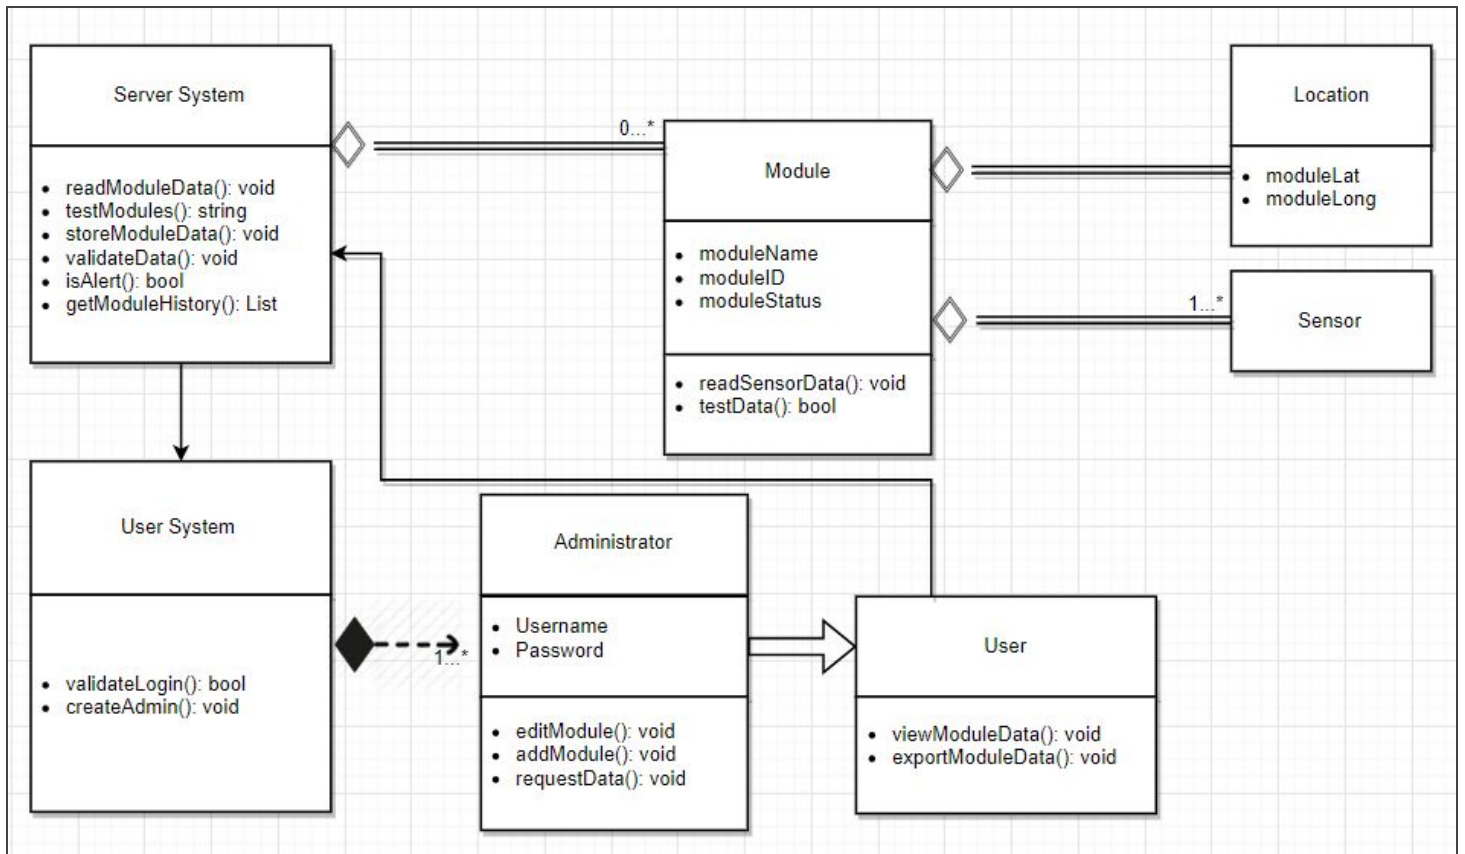 Server System
• readModuleData(): void
• testModules(): string
• storeModuleData(): void
• validateData(): void
• isAlert(): bool
• getModuleHistory(): List
0...*
Module
• moduleName
• moduleID
• moduleStatus
• readSensorData(): void
• testData(): bool
Location
• moduleLat
• moduleLong
1...*
Sensor
User System
• validateLogin(): bool
• createAdmin(): void
1...*
Administrator
• Username
• Password
• editModule(): void
• addModule(): void
• requestData(): void
User
• viewModuleData(): void
• exportModuleData(): void